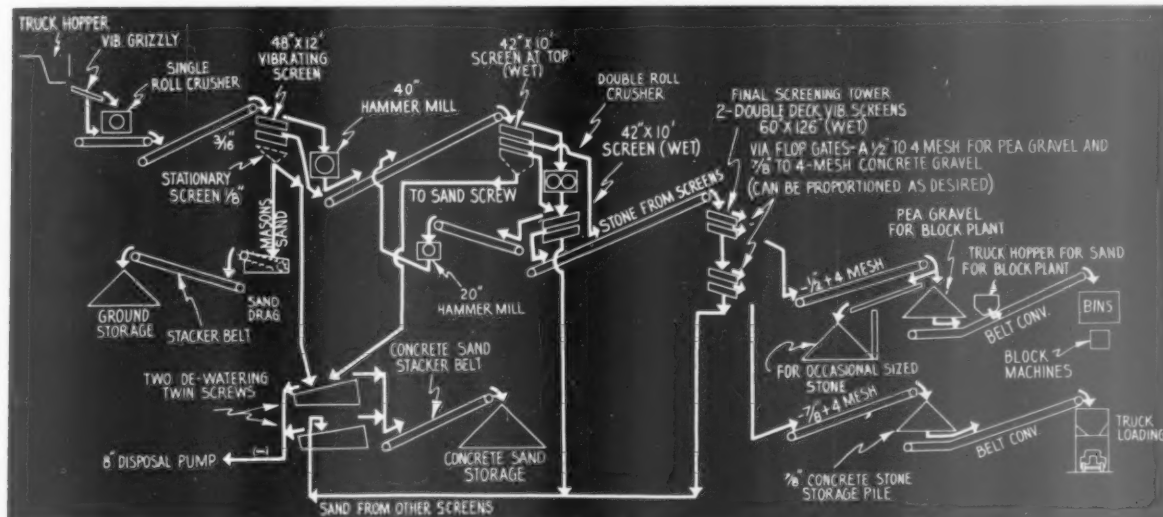 TRUCK HOPPER
VIB. GRIZZLY
SINGLE
ROLL CRUSHER
48" X 12'
VIBRATING
SCREEN
3/16"
STATIONARY
SCREEN 1/8"
40"
HAMMER MILL
42" X 10'
SCREEN AT TOP
(WET)
DOUBLE ROLL
CRUSHER
42" X 10'
SCREEN (WET)
FINAL SCREENING TOWER
2-DOUBLE DECK VIB. SCREENS
60" X 126" (WET)
VIA FLOP GATES-A 1/2" TO 4 MESH FOR PEA GRAVEL AND
7/8" TO 4-MESH CONCRETE GRAVEL
(CAN BE PROPORTIONED AS DESIRED)
TO SAND SCREW
STONE FROM SCREENS
MASONS
SAND
SAND
DRAG
GROUND
STORAGE
STACKER BELT
20"
HAMMER MILL
PEA GRAVEL
FOR BLOCK PLANT
TRUCK HOPPER FOR SAND
FOR BLOCK PLANT
-1/2 + 4 MESH
BELT CONV.
BINS
BLOCK
MACHINES
FOR OCCASIONAL SIZED
STONE
TWO DE-WATERING
TWIN SCREWS
CONCRETE SAND
STACKER BELT
8" DISPOSAL PUMP
(-)
CONCRETE SAND
STORAGE
SAND FROM OTHER SCREENS
-7/8 + 4 MESH
BELT CONV.
TRUCK
LOADING
7/8" CONCRETE STONE
STORAGE PILE